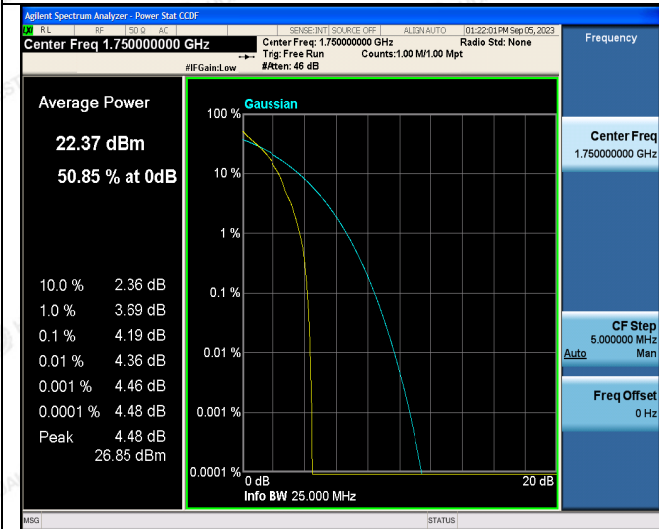 Agilent Spectrum Analyzer - Power Stat CCDF
RL RF 50 Ω AC SENSE:INT SOURCE OFF ALIGN AUTO 01:22:01 PM Sep 05, 2023
Center Freq 1.750000000 GHz
Center Freq: 1.750000000 GHz Radio Std: None
Trig: Free Run Counts:1.00 M/1.00 Mpt
#IFGain:Low #Atten: 46 dB
Frequency
Average Power
22.37 dBm
50.85 % at 0dB
10.0 % 2.36 dB
1.0 % 3.69 dB
0.1 % 4.19 dB
0.01 % 4.36 dB
0.001 % 4.46 dB
0.0001 % 4.48 dB
Peak 4.48 dB
26.85 dBm
Gaussian
100 %
10 %
1 %
0.1 %
0.01 %
0.001 %
0.0001 %
0 dB 20 dB
Info BW 25.000 MHz
Center Freq
1.750000000 GHz
CF Step
5.000000 MHz
Auto Man
Freq Offset
0 Hz
MSG STATUS